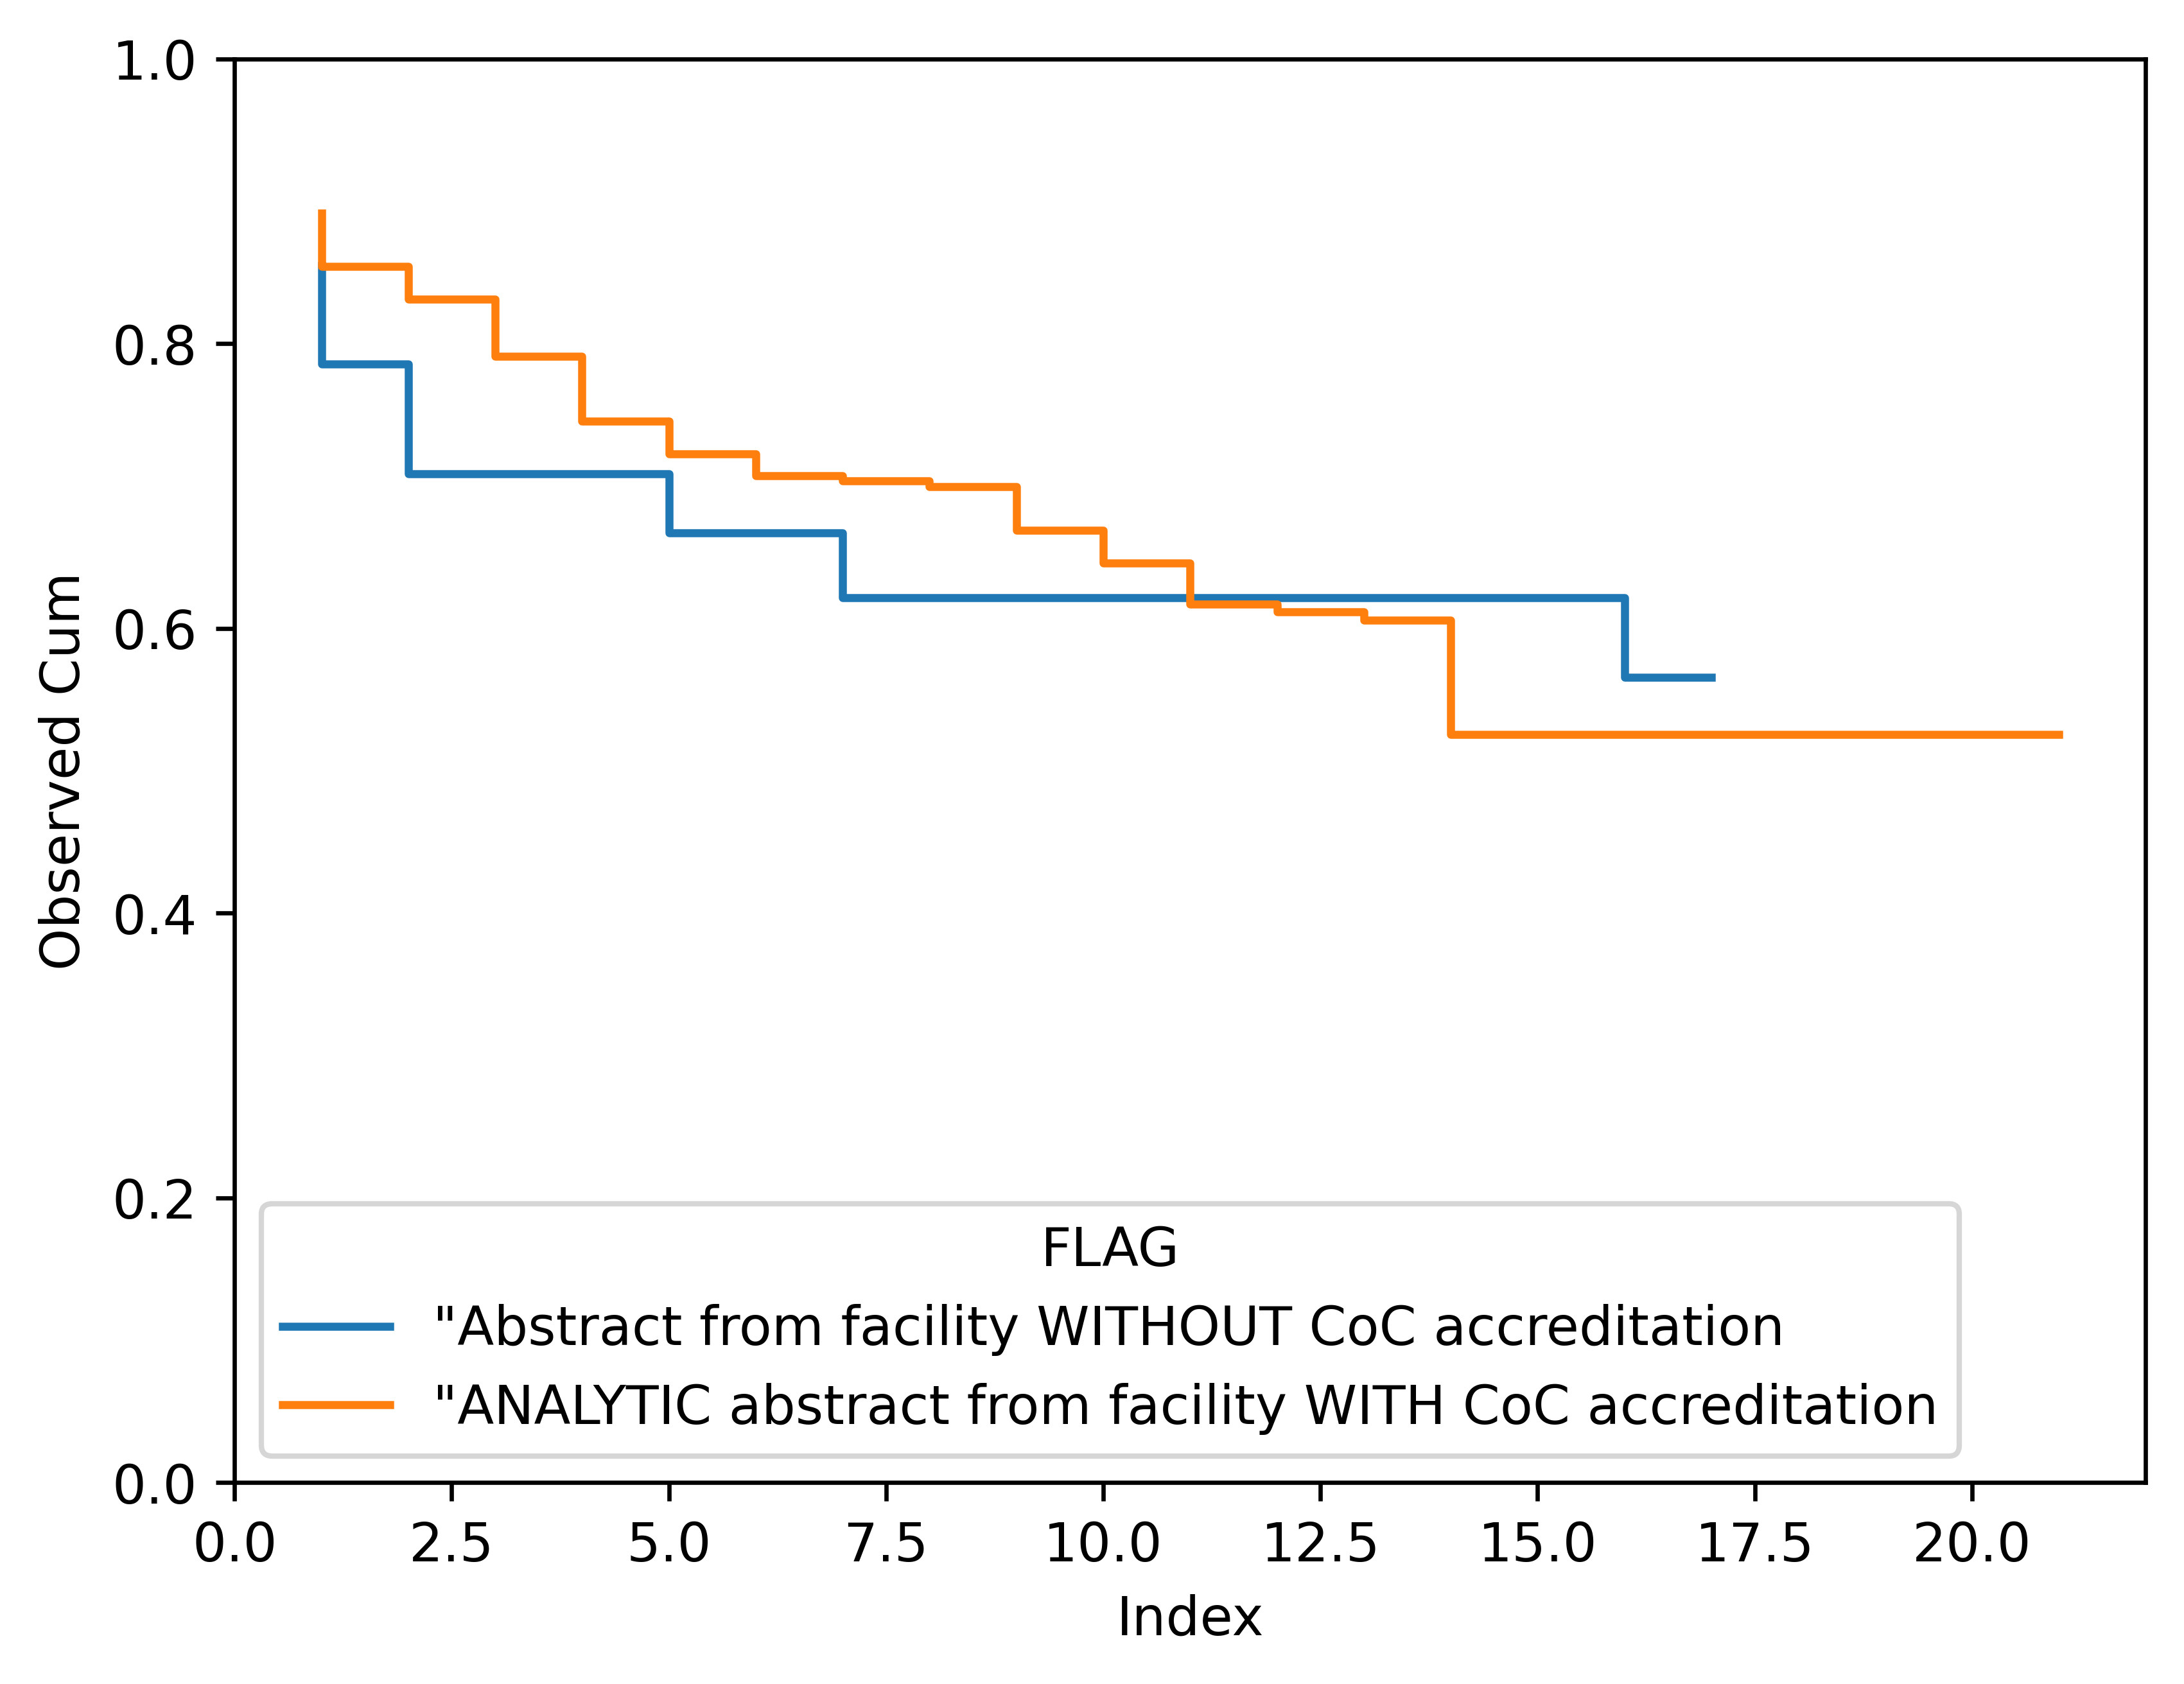 1.0
0.8
0.6
0.4
0.2
0.0
Observed Cum
FLAG
"Abstract from facility WITHOUT CoC accreditation
"ANALYTIC abstract from facility WITH CoC accreditation
0.0 2.5 5.0 7.5 10.0 12.5 15.0 17.5 20.0
Index